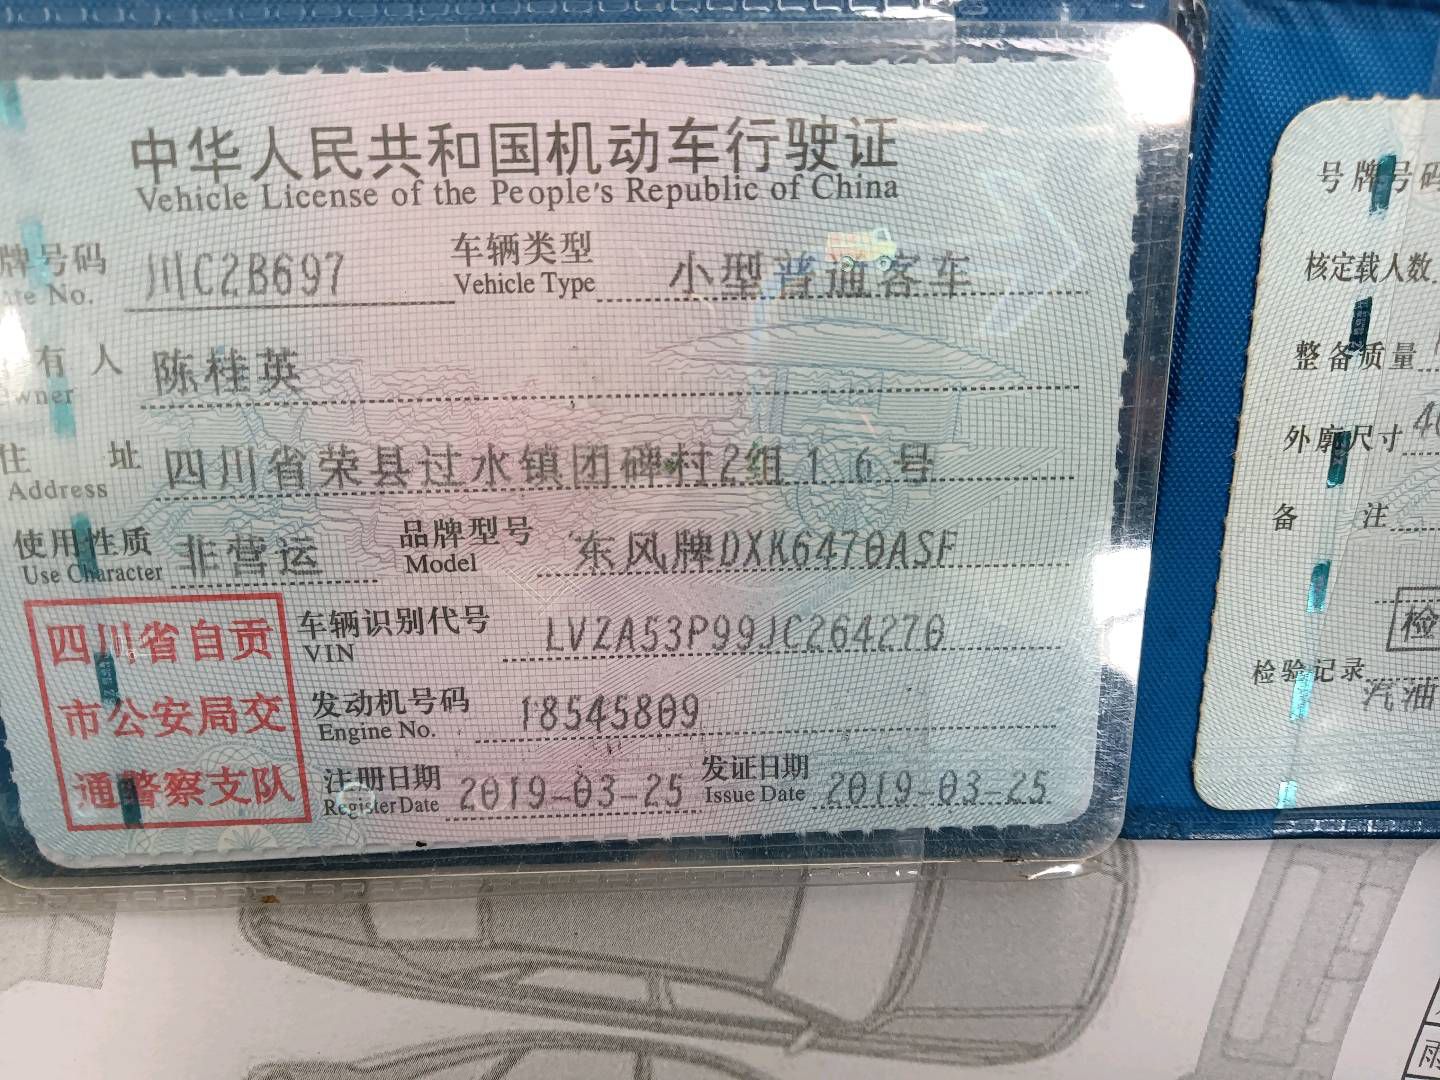 中华人民共和国机动车行驶证
Vehicle License of the People's Republic of China
牌号码 川C2B697 车辆类型 小型普通客车
ate No. Vehicle Type
有人 陈桂英
wner
住址 四川省荣县过水镇团碑村2组16号
Address
使用性质 非营运 品牌型号 东风牌DXK6470ASF
Use Character Model
车辆识别代号 LVZA53P99JC264270
VIN
发动机号码 18545809
Engine No.
注册日期 2019-03-25 发证日期 2019-03-25
Register Date Issue Date
四川省自贡
市公安局交
通警察支队
号牌号码
核定载人数
整备质量
外廓尺寸 4
备注
检
检验记录
汽油
雨